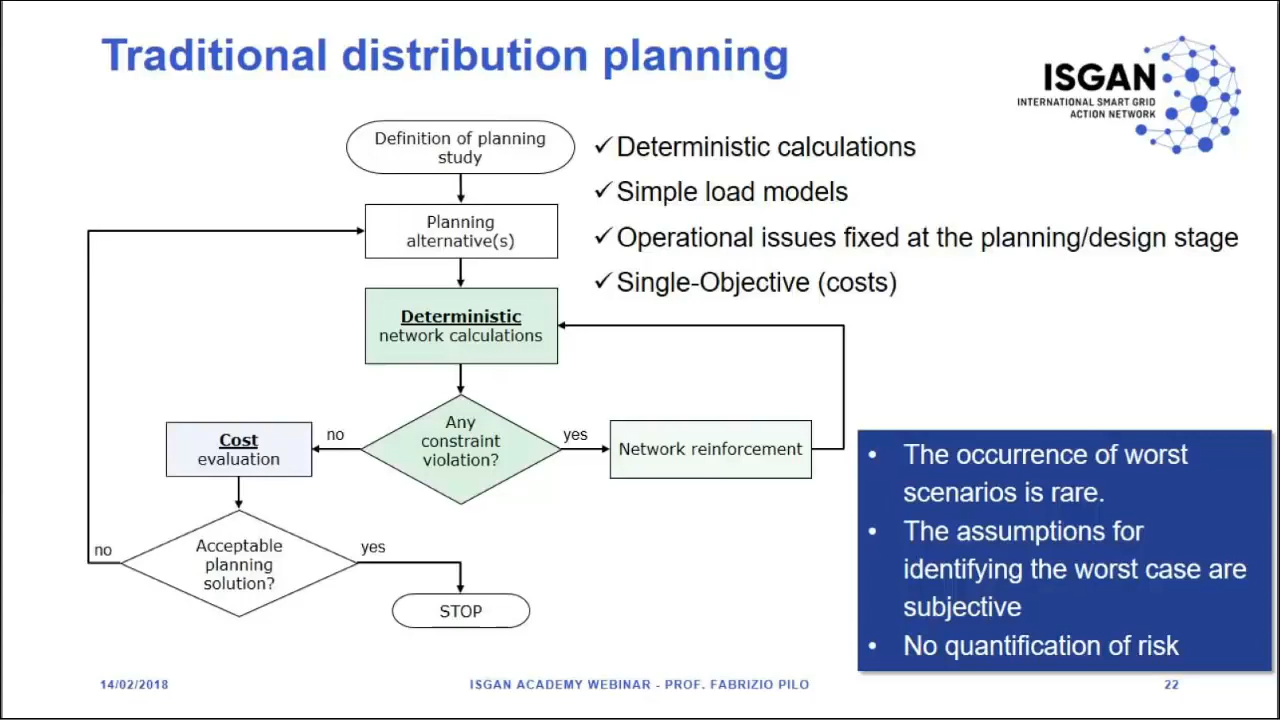 Traditional distribution planning
ISGAN
INTERNATIONAL SMART GRID
ACTION NETWORK
Definition of planning
study
Planning
alternative(s)
Deterministic
network calculations
Any
constraint
violation?
no
yes
Cost
evaluation
Network reinforcement
Acceptable
planning
solution?
no
yes
STOP
✓ Deterministic calculations
✓ Simple load models
✓ Operational issues fixed at the planning/design stage
✓ Single-Objective (costs)
• The occurrence of worst
scenarios is rare.
• The assumptions for
identifying the worst case are
subjective
• No quantification of risk
14/02/2018
ISGAN ACADEMY WEBINAR - PROF. FABRIZIO PILO
22